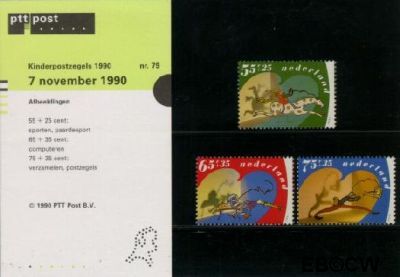 ptt post
Kinderpostzegels 1990 nr. 79
7 november 1990
Afbeeldingen
55 + 25 cent:
sporten, paardesport
65 + 35 cent:
computeren
75 + 35 cent:
verzamelen, postzegels
© 1990 PTT Post B.V.
55+25 nederland
65+35 nederland
75+35 nederland